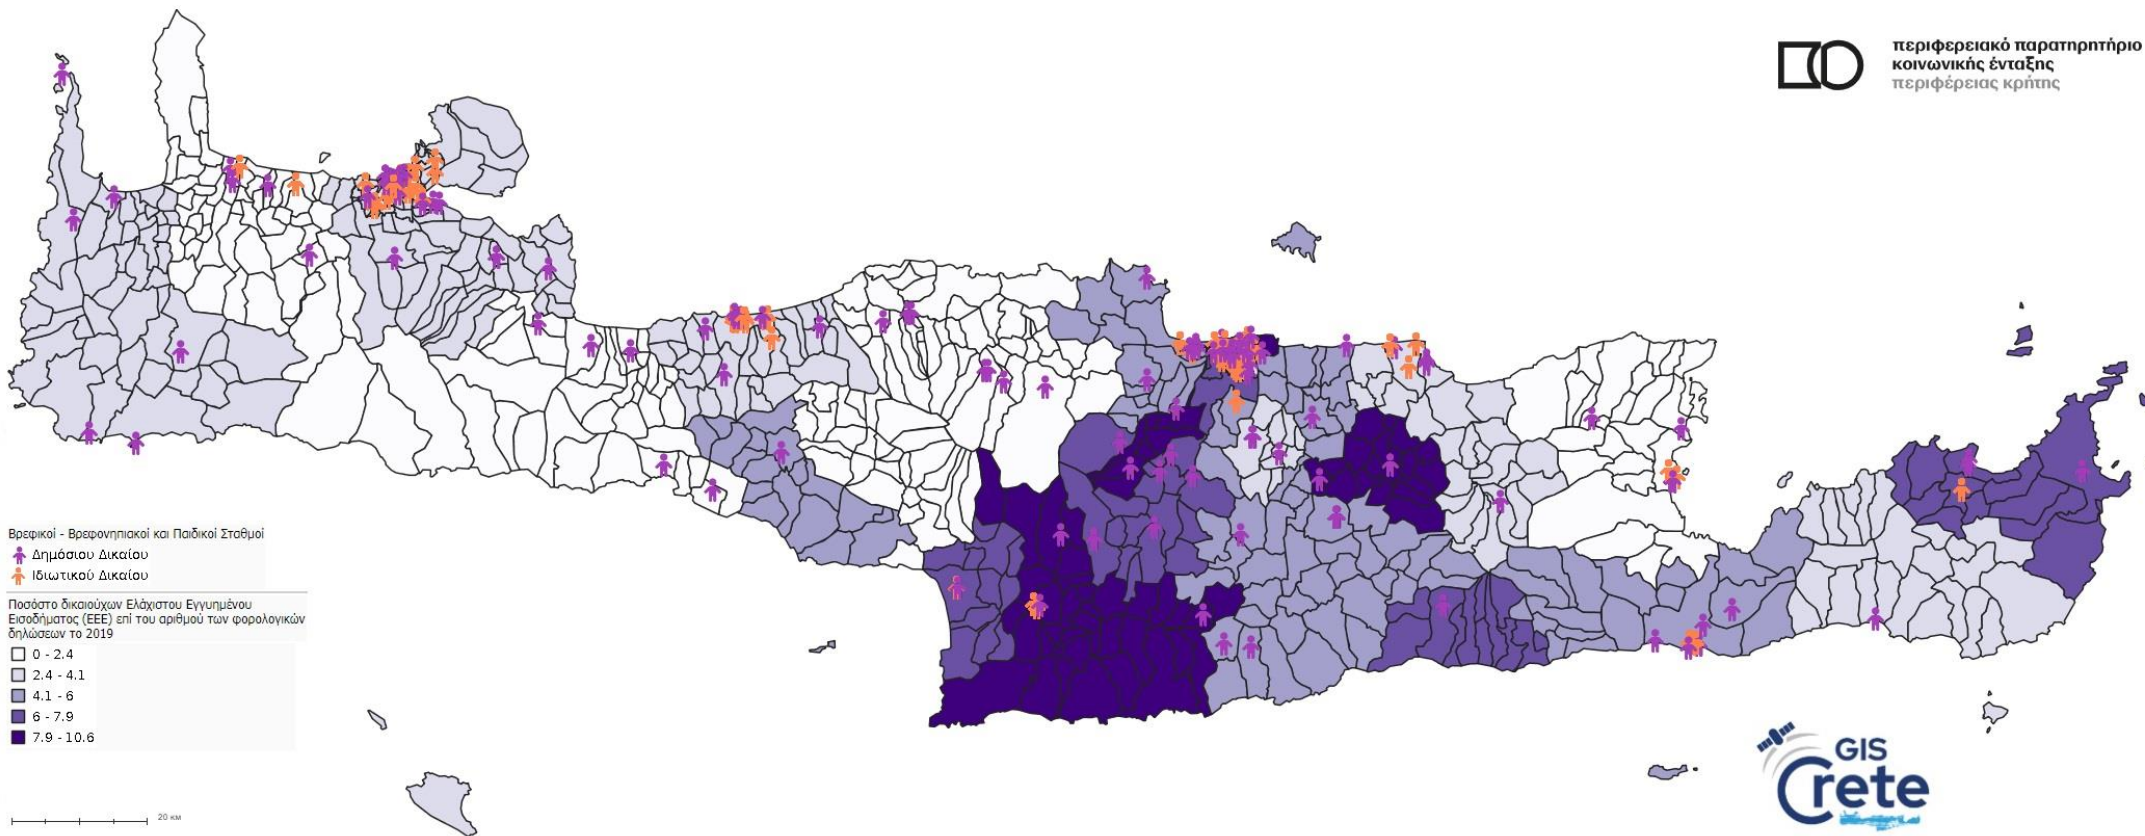 περιφερειακό παρατηρητήριο
κοινωνικής ένταξης
περιφέρειας κρήτης
Βρεφικοί - Βρεφονηπιακοί και Παιδικοί Σταθμοί
Δημόσιου Δικαίου
Ιδιωτικού Δικαίου
Ποσόστο δικαιούχων Ελάχιστου Εγγυημένου
Εισοδήματος (ΕΕΕ) επί του αριθμού των φορολογικών
δηλώσεων το 2019
0 - 2.4
2.4 - 4.1
4.1 - 6
6 - 7.9
7.9 - 10.6
20 км
GIS
Crete